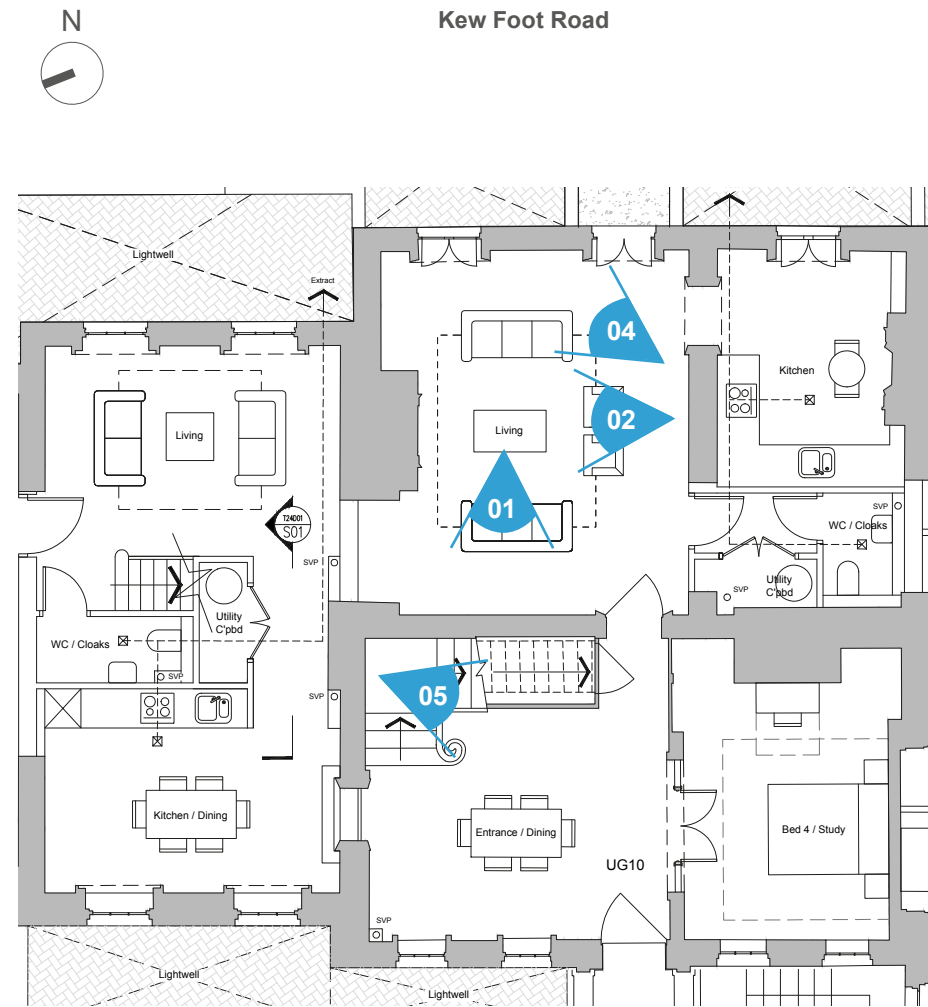 N
Kew Foot Road
Lightwell
Extract
04
Kitchen
Living
02
Living
01
T24D01
S01
SVP
WC / Cloaks
SVP
Utility
C'pbd
SVP
Utility
C'pbd
WC / Cloaks
SVP
SVP
05
Kitchen / Dining
Entrance / Dining
Bed 4 / Study
UG10
SVP
Lightwell
Lightwell